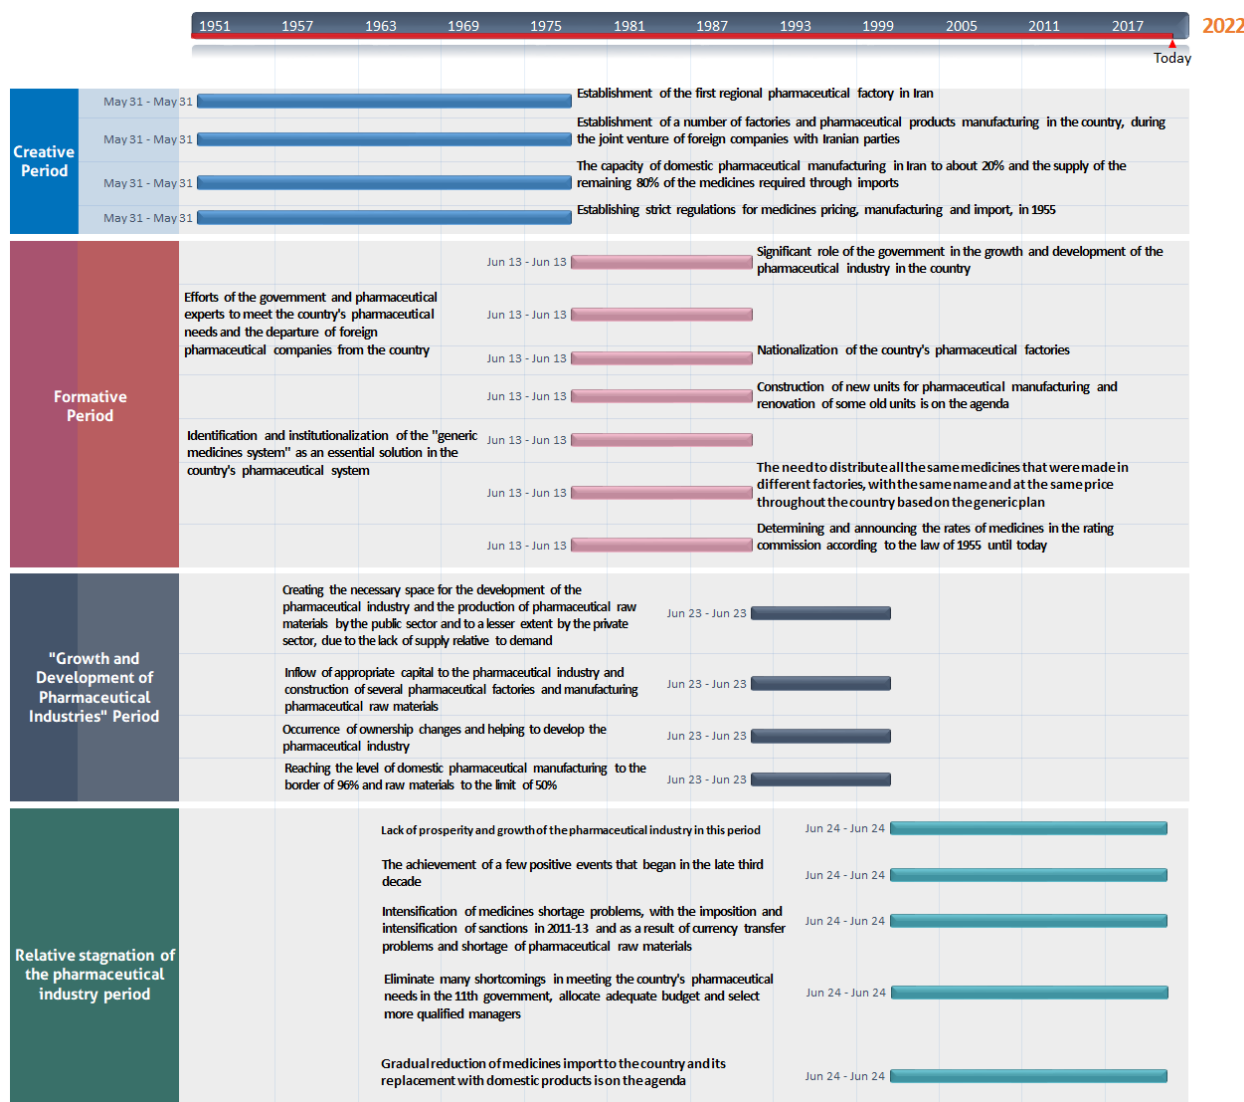 1951 1957 1963 1969 1975 1981 1987 1993 1999 2005 2011 2017 2022
Today
Creative
Period
May 31 - May 31
Establishment of the first regional pharmaceutical factory in Iran
May 31 - May 31
Establishment of a number of factories and pharmaceutical products manufacturing in the country, during
the joint venture of foreign companies with Iranian parties
May 31 - May 31
The capacity of domestic pharmaceutical manufacturing in Iran to about 20% and the supply of the
remaining 80% of the medicines required through imports
May 31 - May 31
Establishing strict regulations for medicines pricing, manufacturing and import, in 1955
Formative
Period
Jun 13 - Jun 13
Significant role of the government in the growth and development of the
pharmaceutical industry in the country
Efforts of the government and pharmaceutical
experts to meet the country's pharmaceutical
needs and the departure of foreign
pharmaceutical companies from the country
Jun 13 - Jun 13
Jun 13 - Jun 13
Nationalization of the country's pharmaceutical factories
Jun 13 - Jun 13
Construction of new units for pharmaceutical manufacturing and
renovation of some old units is on the agenda
Identification and institutionalization of the "generic
medicines system" as an essential solution in the
country's pharmaceutical system
Jun 13 - Jun 13
Jun 13 - Jun 13
The need to distribute all the same medicines that were made in
different factories, with the same name and at the same price
throughout the country based on the generic plan
Jun 13 - Jun 13
Determining and announcing the rates of medicines in the rating
commission according to the law of 1955 until today
"Growth and
Development of
Pharmaceutical
Industries" Period
Creating the necessary space for the development of the
pharmaceutical industry and the production of pharmaceutical raw
materials by the public sector and to a lesser extent by the private
sector, due to the lack of supply relative to demand
Jun 23 - Jun 23
Inflow of appropriate capital to the pharmaceutical industry and
construction of several pharmaceutical factories and manufacturing
pharmaceutical raw materials
Jun 23 - Jun 23
Occurrence of ownership changes and helping to develop the
pharmaceutical industry
Jun 23 - Jun 23
Reaching the level of domestic pharmaceutical manufacturing to the
border of 96% and raw materials to the limit of 50%
Jun 23 - Jun 23
Relative stagnation of
the pharmaceutical
industry period
Lack of prosperity and growth of the pharmaceutical industry in this period
Jun 24 - Jun 24
The achievement of a few positive events that began in the late third
decade
Jun 24 - Jun 24
Intensification of medicines shortage problems, with the imposition and
intensification of sanctions in 2011-13 and as a result of currency transfer
problems and shortage of pharmaceutical raw materials
Jun 24 - Jun 24
Eliminate many shortcomings in meeting the country's pharmaceutical
needs in the 11th government, allocate adequate budget and select
more qualified managers
Jun 24 - Jun 24
Gradual reduction of medicines import to the country and its
replacement with domestic products is on the agenda
Jun 24 - Jun 24